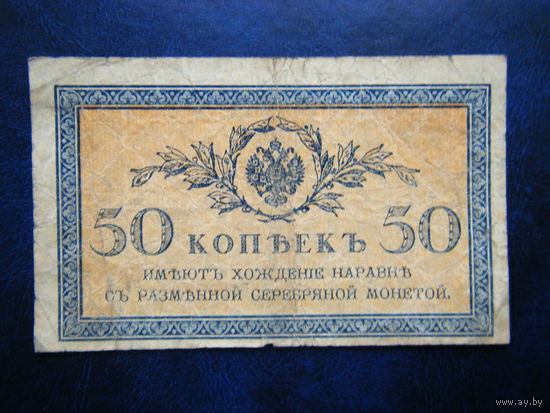 50 КОПѢЕКЪ 50
ИМѢЮТЪ ХОЖДЕНІЕ НАРАВНѢ
СЪ РАЗМѢННОЙ СЕРЕБРЯНОЙ МОНЕТОЙ.
www.ay.by